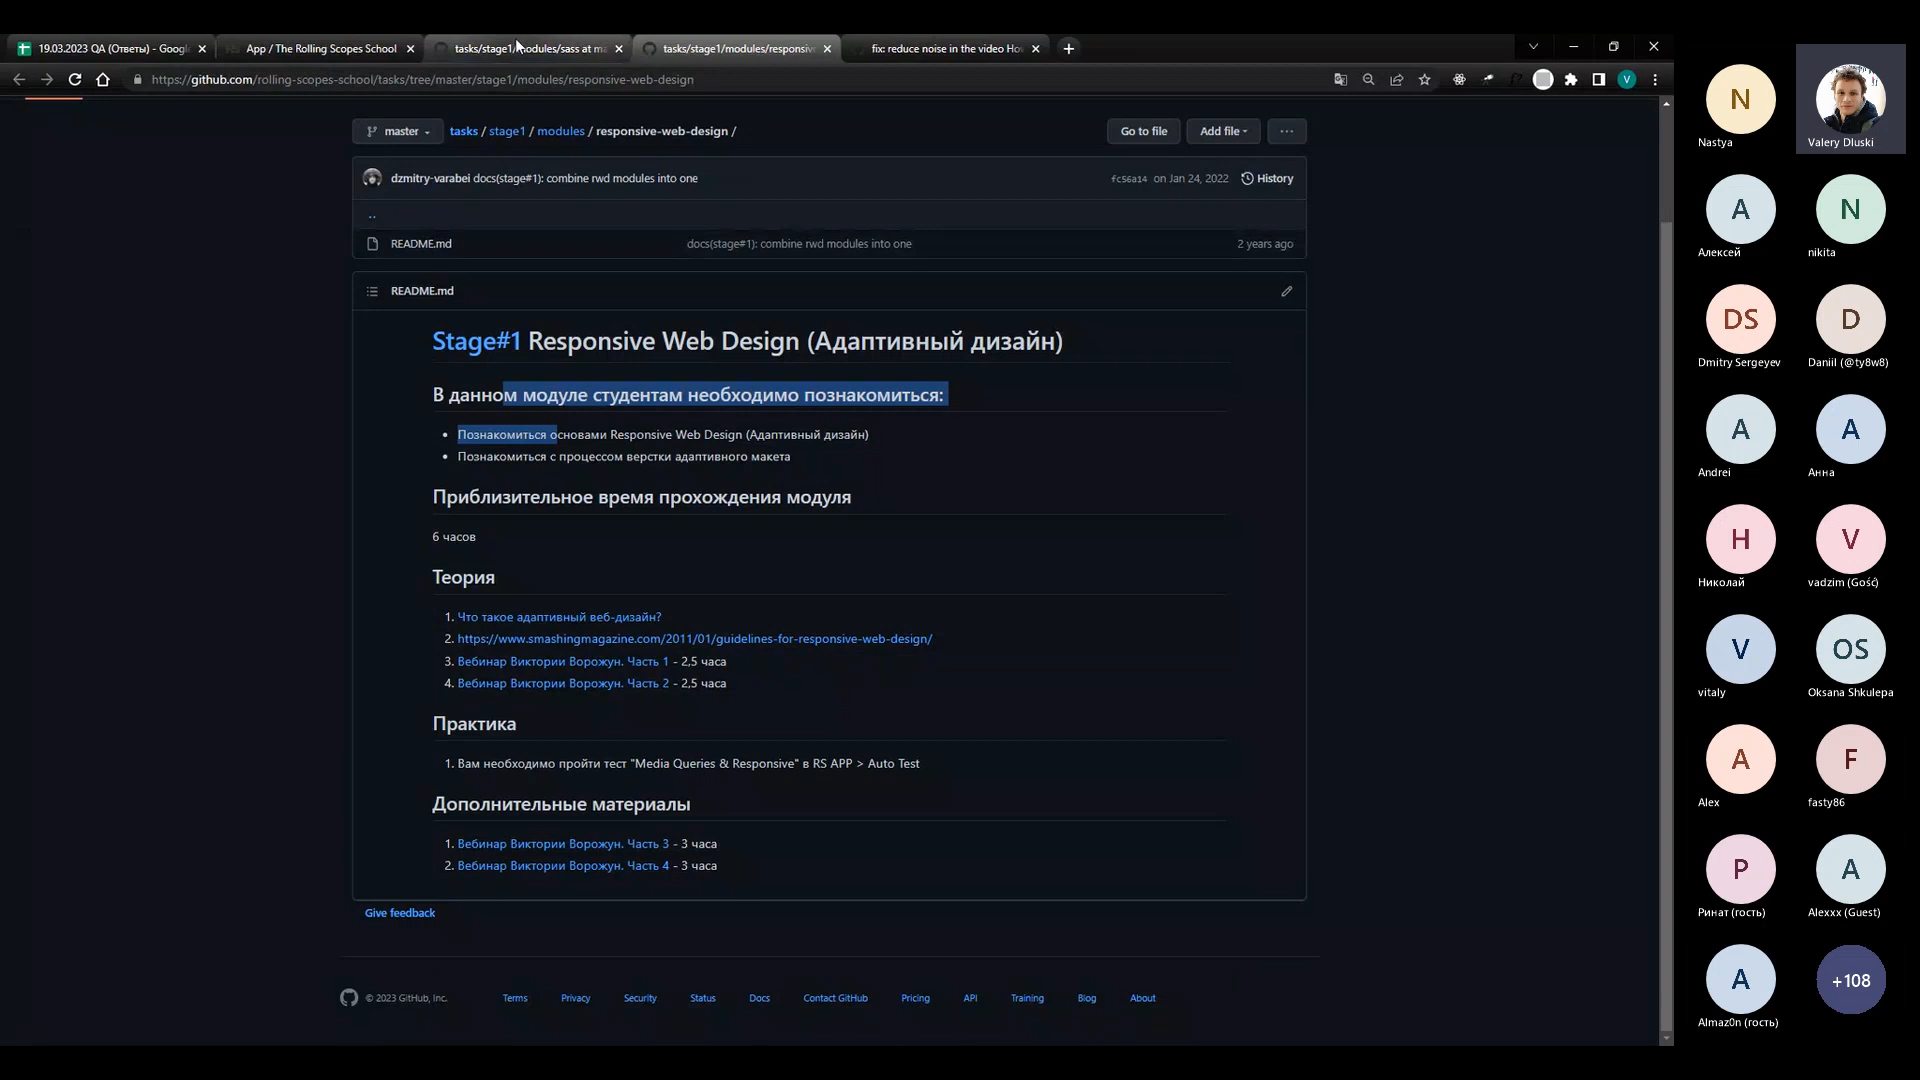 19.03.2023 QA (Ответы) - Googl
App / The Rolling Scopes School
tasks/stage1/modules/sass at ma
tasks/stage1/modules/responsive
fix: reduce noise in the video How
https://github.com/rolling-scopes-school/tasks/tree/master/stage1/modules/responsive-web-design
V
master
tasks / stage1 / modules / responsive-web-design /
Go to file
Add file
dzmitry-varabei docs(stage#1): combine rwd modules into one
fc56a14 on Jan 24, 2022
History
..
README.md
docs(stage#1): combine rwd modules into one
2 years ago
README.md
Stage#1 Responsive Web Design (Адаптивный дизайн)
В данном модуле студентам необходимо познакомиться:
Познакомиться основами Responsive Web Design (Адаптивный дизайн)
Познакомиться с процессом верстки адаптивного макета
Приблизительное время прохождения модуля
6 часов
Теория
1. Что такое адаптивный веб-дизайн?
2. https://www.smashingmagazine.com/2011/01/guidelines-for-responsive-web-design/
3. Вебинар Виктории Ворожун. Часть 1 - 2,5 часа
4. Вебинар Виктории Ворожун. Часть 2 - 2,5 часа
Практика
1. Вам необходимо пройти тест "Media Queries & Responsive" в RS APP > Auto Test
Дополнительные материалы
1. Вебинар Виктории Ворожун. Часть 3 - 3 часа
2. Вебинар Виктории Ворожун. Часть 4 - 3 часа
Give feedback
© 2023 GitHub, Inc.
Terms
Privacy
Security
Status
Docs
Contact GitHub
Pricing
API
Training
Blog
About
N
Nastya
Valery Dluski
A
Алексей
N
nikita
DS
Dmitry Sergeyev
D
Daniil (@ty8w8)
A
Andrei
А
Анна
Н
Николай
V
vadzim (Gość)
V
vitaly
OS
Oksana Shkulepa
A
Alex
F
fasty86
Р
Ринат (гость)
A
Alexxx (Guest)
A
Almaz0n (гость)
+108